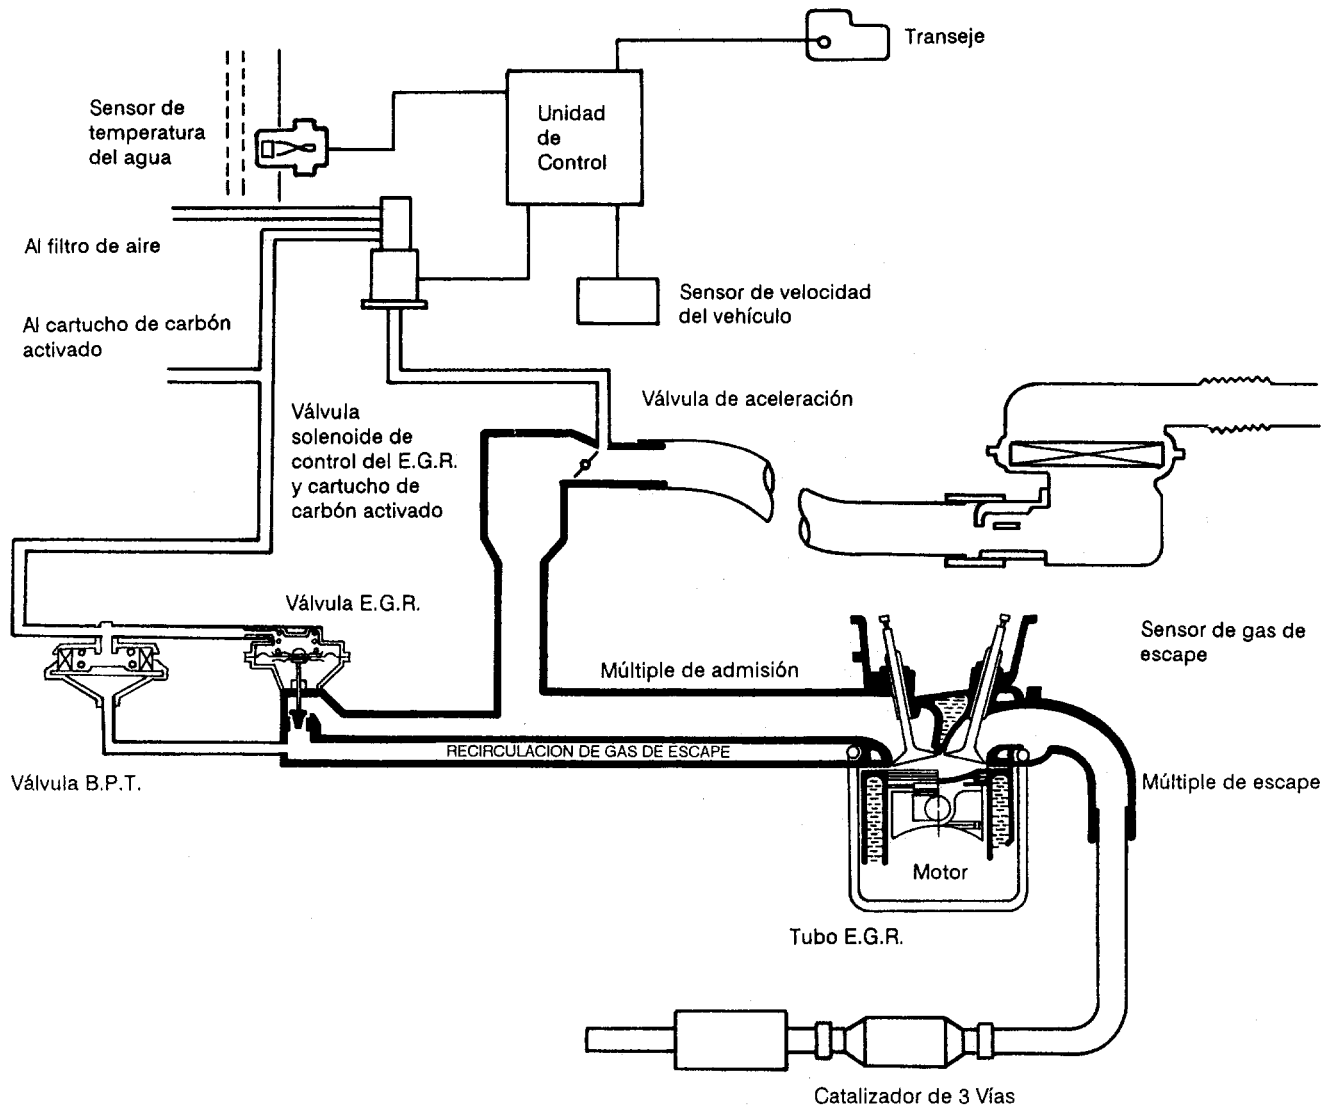 Transeje
Sensor de
temperatura
del agua
Unidad
de
Control
Al filtro de aire
Sensor de velocidad
del vehículo
Al cartucho de carbón
activado
Válvula de aceleración
Válvula
solenoide de
control del E.G.R.
y cartucho de
carbón activado
Válvula E.G.R.
Sensor de gas de
escape
Múltiple de admisión
RECIRCULACION DE GAS DE ESCAPE
Válvula B.P.T.
Múltiple de escape
Motor
Tubo E.G.R.
Catalizador de 3 Vías